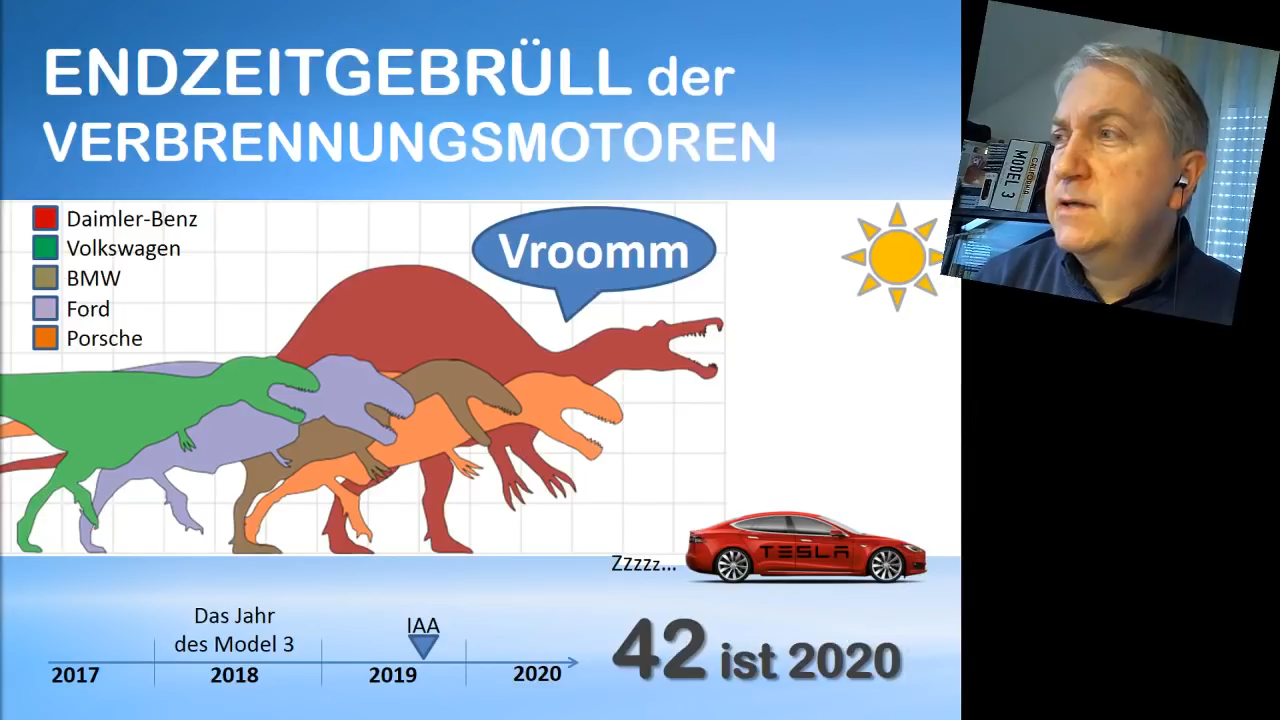 ENDZEITGEBRÜLL der
VERBRENNUNGSMOTOREN
Daimler-Benz
Volkswagen
BMW
Ford
Porsche
Vroomm
CALIFORNIA
MODEL 3
TESLA
Zzzzz...
Das Jahr
des Model 3
IAA
2017
2018
2019
2020
42 ist 2020